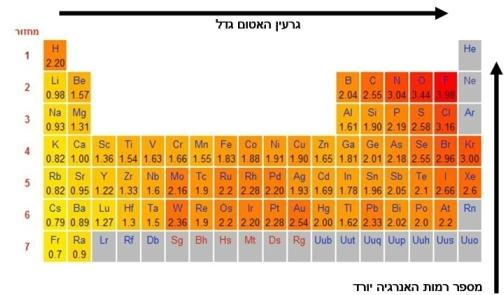 גרעין האטום גדל
מחזור
1 H He
2.20
2 Li Be B C N O F Ne
0.98 1.57 2.04 2.55 3.04 3.44 3.98
3 Na Mg Al Si P S Cl Ar
0.93 1.31 1.61 1.90 2.19 2.58 3.16
4 K Ca Sc Ti V Cr Mn Fe Co Ni Cu Zn Ga Ge As Se Br Kr
0.82 1.00 1.36 1.54 1.63 1.66 1.55 1.83 1.88 1.91 1.90 1.65 1.81 2.01 2.18 2.55 2.96 3.00
5 Rb Sr Y Zr Nb Mo Tc Ru Rh Pd Ag Cd In Sn Sb Te I Xe
0.82 0.95 1.22 1.33 1.6 2.16 1.9 2.2 2.28 2.20 1.93 1.69 1.78 1.96 2.05 2.1 2.66 2.6
6 Cs Ba Lu Hf Ta W Re Os Ir Pt Au Hg Tl Pb Bi Po At Rn
0.79 0.89 1.27 1.3 1.5 2.36 1.9 2.2 2.20 2.28 2.54 2.00 1.62 2.33 2.02 2.0 2.2
7 Fr Ra Lr Rf Db Sg Bh Hs Mt Ds Rg Uub Uut Uuq Uup Uuh Uus Uuo
0.7 0.9
מספר רמות האנרגיה יורד